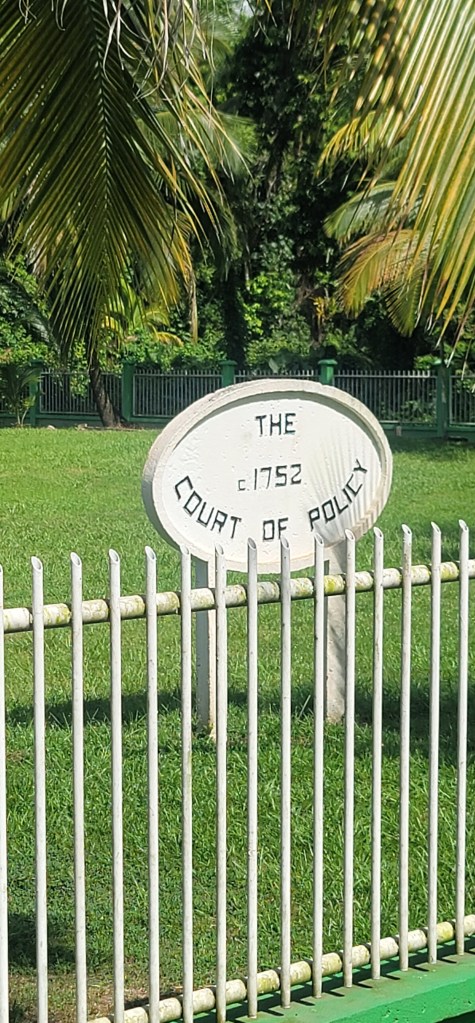 THE
c.1752
COURT OF POLICY